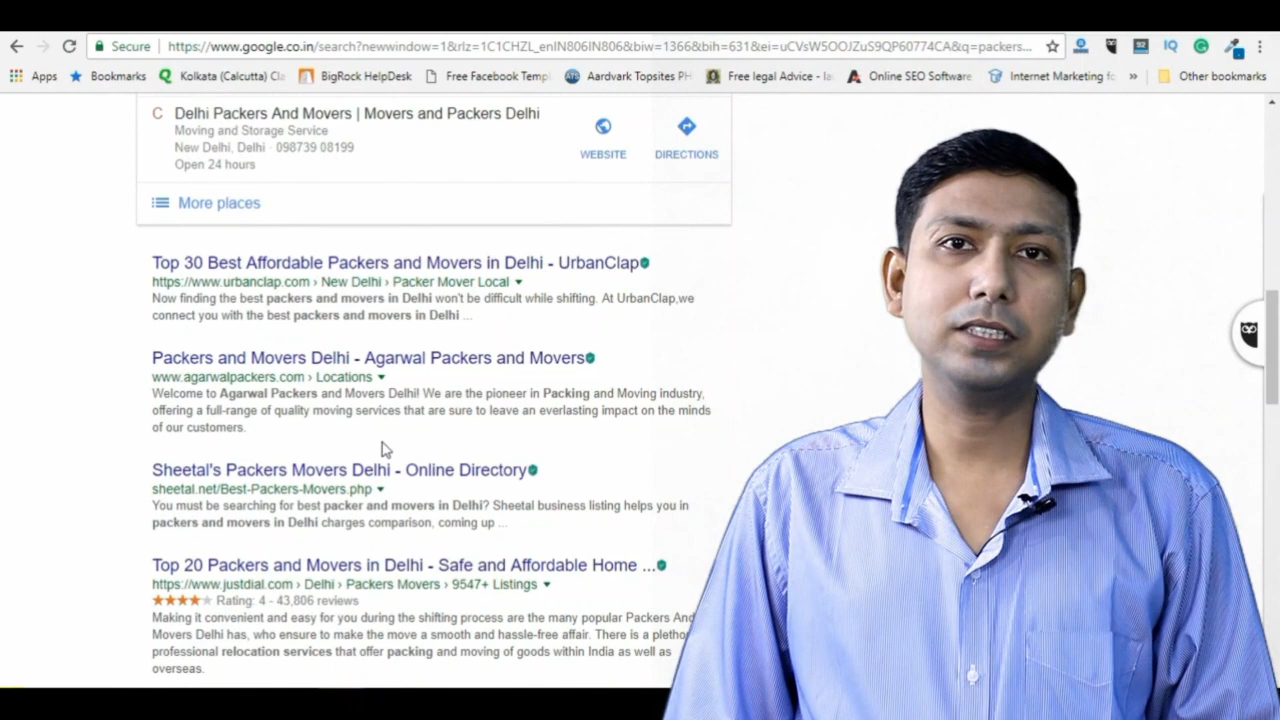 Secure
https://www.google.co.in/search?newwindow=1&rlz=1C1CHZL_enIN806IN806&biw=1366&bih=631&ei=uCVsW5OOJZuS9QP60774CA&q=packers...
92 IQ
Apps Bookmarks Kolkata (Calcutta) Cla BigRock HelpDesk Free Facebook Templ Aardvark Topsites PH Free legal Advice - la Online SEO Software Internet Marketing fo » Other bookmarks
C Delhi Packers And Movers | Movers and Packers Delhi
Moving and Storage Service
New Delhi, Delhi · 098739 08199
Open 24 hours
WEBSITE DIRECTIONS
More places
Top 30 Best Affordable Packers and Movers in Delhi - UrbanClap
https://www.urbanclap.com › New Delhi › Packer Mover Local
Now finding the best packers and movers in Delhi won't be difficult while shifting. At UrbanClap,we
connect you with the best packers and movers in Delhi ...
Packers and Movers Delhi - Agarwal Packers and Movers
www.agarwalpackers.com › Locations
Welcome to Agarwal Packers and Movers Delhi! We are the pioneer in Packing and Moving industry,
offering a full-range of quality moving services that are sure to leave an everlasting impact on the minds
of our customers.
Sheetal's Packers Movers Delhi - Online Directory
sheetal.net/Best-Packers-Movers.php
You must be searching for best packer and movers in Delhi? Sheetal business listing helps you in
packers and movers in Delhi charges comparison, coming up ...
Top 20 Packers and Movers in Delhi - Safe and Affordable Home ...
https://www.justdial.com › Delhi › Packers Movers › 9547+ Listings
Rating: 4 - 43,806 reviews
Making it convenient and easy for you during the shifting process are the many popular Packers And
Movers Delhi has, who ensure to make the move a smooth and hassle-free affair. There is a pletho
professional relocation services that offer packing and moving of goods within India as well as
overseas.